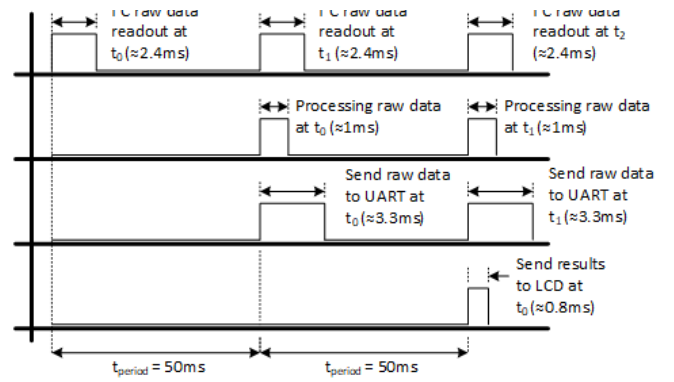 raw data
raw data
raw data
readout at
t₀(≈2.4ms)
readout at
t₁(≈2.4ms)
readout at t₂
(≈2.4ms)
Processing raw data
at t₀(≈1ms)
Processing raw data
at t₁(≈1ms)
Send raw data
to UART at
t₀(≈3.3ms)
Send raw data
to UART at
t₁(≈3.3ms)
Send results
to LCD at
t₀(≈0.8ms)
tperiod = 50ms
tperiod = 50ms